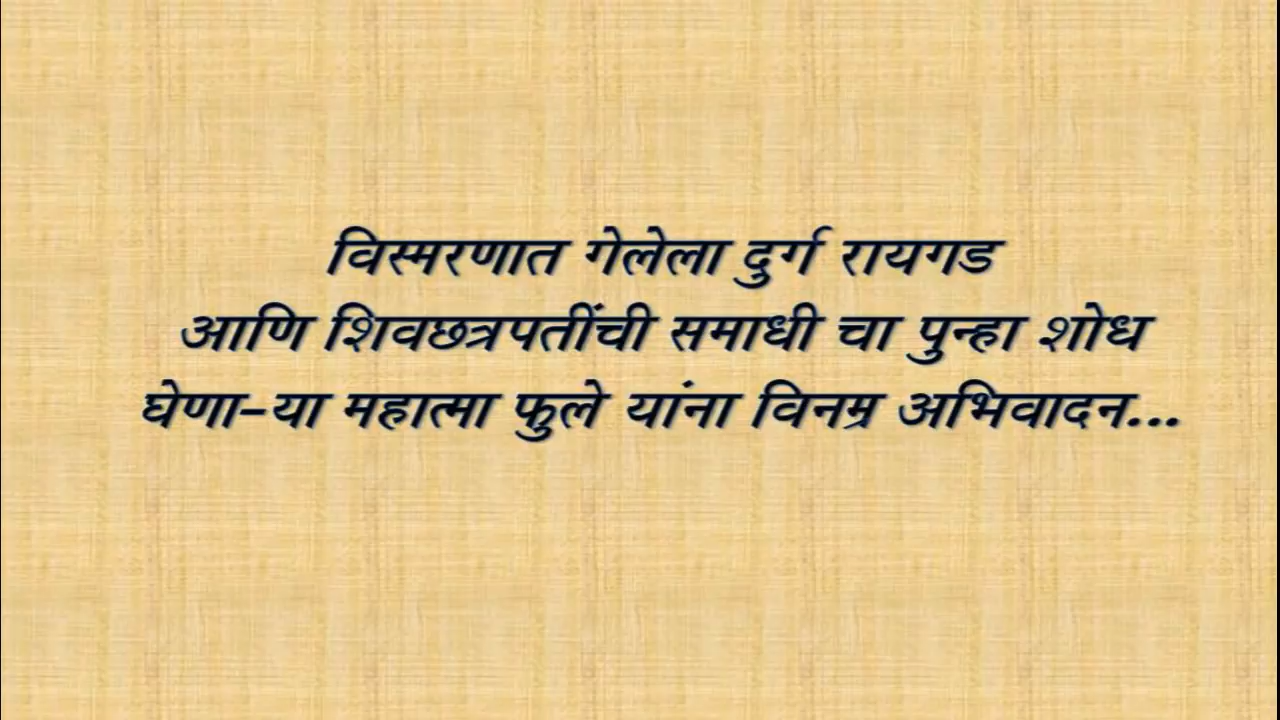 विस्मरणात गेलेला दुर्ग रायगड
आणि शिवछत्रपतींची समाधी चा पुन्हा शोध
घेणा-या महात्मा फुले यांना विनम्र अभिवादन...